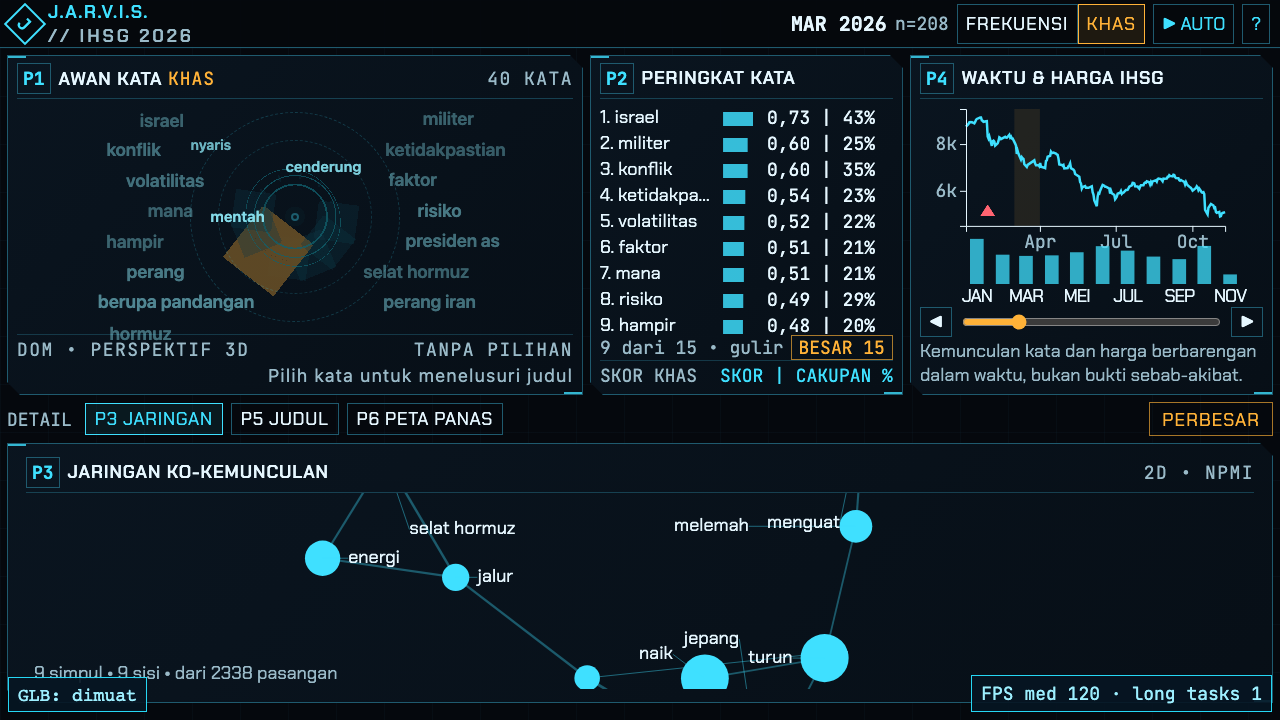 J.A.R.V.I.S.
// IHSG 2026
MAR 2026 n=208 FREKUENSI KHAS ▶ AUTO ?
P1 AWAN KATA KHAS 40 KATA
israel
militer
konflik
nyaris
ketidakpastian
cenderung
volatilitas
faktor
mana
mentah
risiko
hampir
presiden as
perang
selat hormuz
berupa pandangan
perang iran
hormuz
DOM • PERSPEKTIF 3D TANPA PILIHAN
Pilih kata untuk menelusuri judul
P2 PERINGKAT KATA
1. israel 0,73 | 43%
2. militer 0,60 | 25%
3. konflik 0,60 | 35%
4. ketidakpa... 0,54 | 23%
5. volatilitas 0,52 | 22%
6. faktor 0,51 | 21%
7. mana 0,51 | 21%
8. risiko 0,49 | 29%
9. hampir 0,48 | 20%
9 dari 15 • gulir BESAR 15
SKOR KHAS SKOR | CAKUPAN %
P4 WAKTU & HARGA IHSG
8k
6k
Apr Jul Oct
JAN MAR MEI JUL SEP NOV
◀ ▶
Kemunculan kata dan harga berbarengan
dalam waktu, bukan bukti sebab-akibat.
DETAIL P3 JARINGAN P5 JUDUL P6 PETA PANAS PERBESAR
P3 JARINGAN KO-KEMUNCULAN 2D • NPMI
selat hormuz
melemah
menguat
energi
jalur
jepang
naik
turun
9 simpul • 9 sisi • dari 2338 pasangan
GLB: dimuat
FPS med 120 · long tasks 1